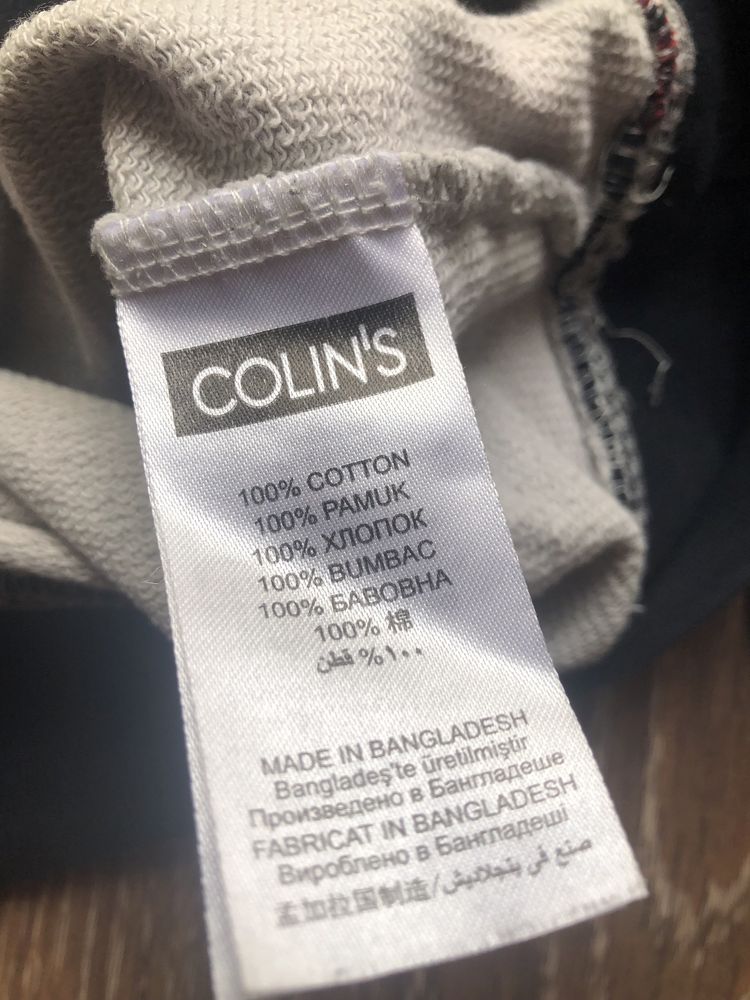 COLIN'S
100% COTTON
100% PAMUK
100% ХЛОПОК
100% BUMBAC
100% БАВОВНА
100% 棉
١٠٠% قطن
MADE IN BANGLADESH
Bangladeş'te üretilmiştir
Произведено в Бангладеше
FABRICAT IN BANGLADESH
Вироблено в Бангладеші
孟加拉国制造/صنع في بنجلاديش